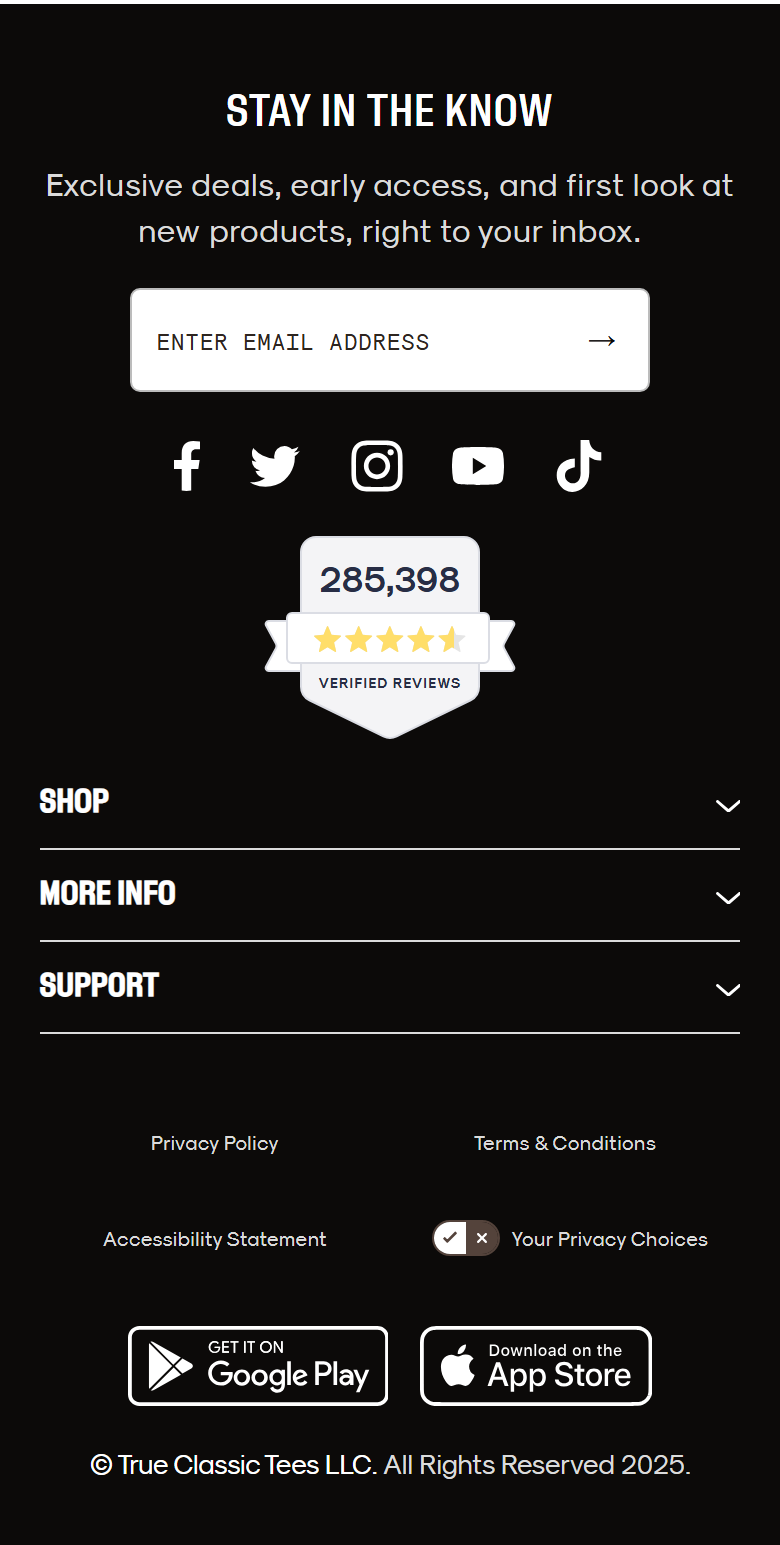 STAY IN THE KNOW
Exclusive deals, early access, and first look at
new products, right to your inbox.
ENTER EMAIL ADDRESS →
285,398
VERIFIED REVIEWS
SHOP
MORE INFO
SUPPORT
Privacy Policy Terms & Conditions
Accessibility Statement Your Privacy Choices
GET IT ON
Google Play
Download on the
App Store
© True Classic Tees LLC. All Rights Reserved 2025.